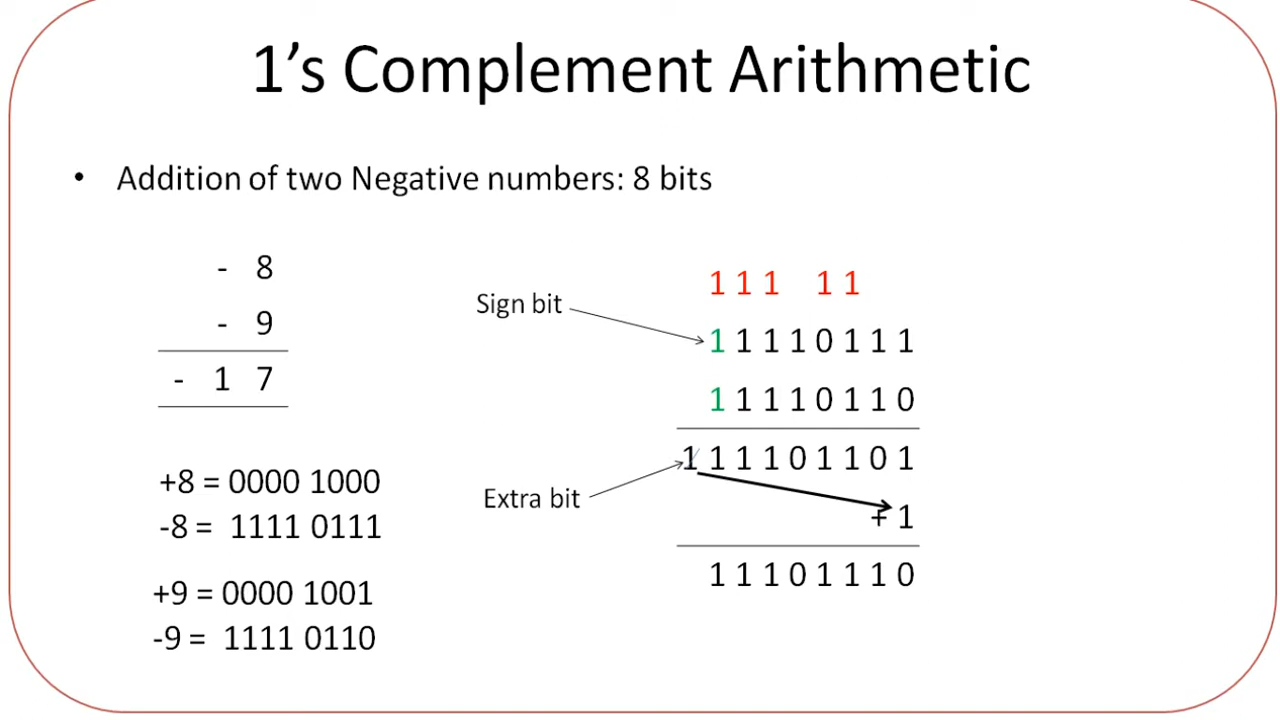 1's Complement Arithmetic
• Addition of two Negative numbers: 8 bits
- 8
- 9
- 1 7
+8 = 0000 1000
-8 = 1111 0111
+9 = 0000 1001
-9 = 1111 0110
Sign bit
Extra bit
1 1 1 1 1
1 1 1 1 0 1 1 1
1 1 1 1 0 1 1 0
1 1 1 1 0 1 1 0 1
+ 1
1 1 1 0 1 1 1 0